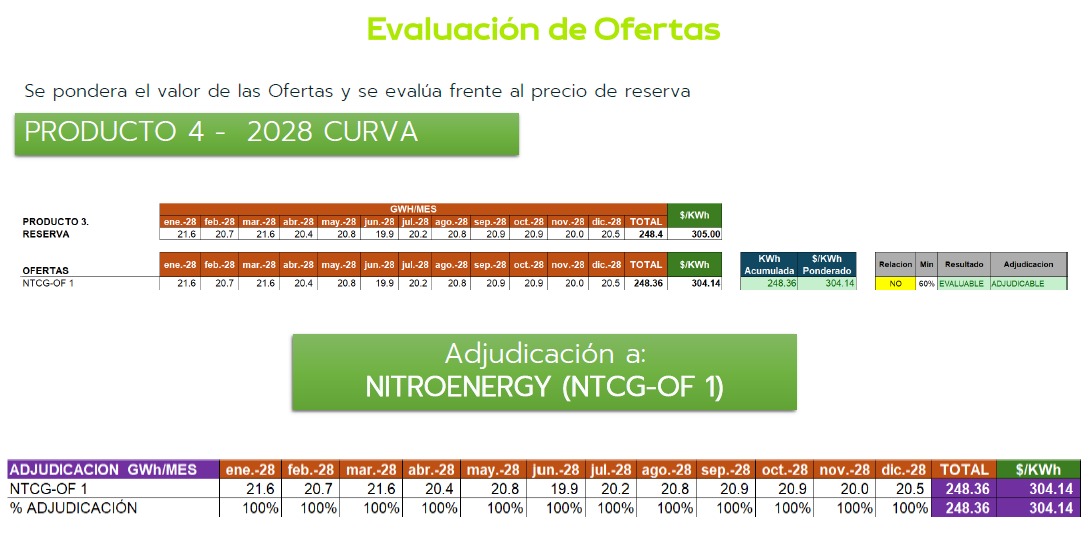 Evaluación de Ofertas
Se pondera el valor de las Ofertas y se evalúa frente al precio de reserva
PRODUCTO 4 - 2028 CURVA
GWH/MES $/KWh
PRODUCTO 3. ene.-28 feb.-28 mar.-28 abr.-28 may.-28 jun.-28 jul.-28 ago.-28 sep.-28 oct.-28 nov.-28 dic.-28 TOTAL
RESERVA 21.6 20.7 21.6 20.4 20.8 19.9 20.2 20.8 20.9 20.9 20.0 20.5 248.4 305.00
OFERTAS ene.-28 feb.-28 mar.-28 abr.-28 may.-28 jun.-28 jul.-28 ago.-28 sep.-28 oct.-28 nov.-28 dic.-28 TOTAL $/KWh KWh Acumulada $/KWh Ponderado Relacion Min Resultado Adjudicacion
NTCG-OF 1 21.6 20.7 21.6 20.4 20.8 19.9 20.2 20.8 20.9 20.9 20.0 20.5 248.36 304.14 248.36 304.14 NO 60% EVALUABLE ADJUDICABLE
Adjudicación a:
NITROENERGY (NTCG-OF 1)
ADJUDICACION GWh/MES ene.-28 feb.-28 mar.-28 abr.-28 may.-28 jun.-28 jul.-28 ago.-28 sep.-28 oct.-28 nov.-28 dic.-28 TOTAL $/KWh
NTCG-OF 1 21.6 20.7 21.6 20.4 20.8 19.9 20.2 20.8 20.9 20.9 20.0 20.5 248.36 304.14
% ADJUDICACIÓN 100% 100% 100% 100% 100% 100% 100% 100% 100% 100% 100% 100% 248.36 304.14